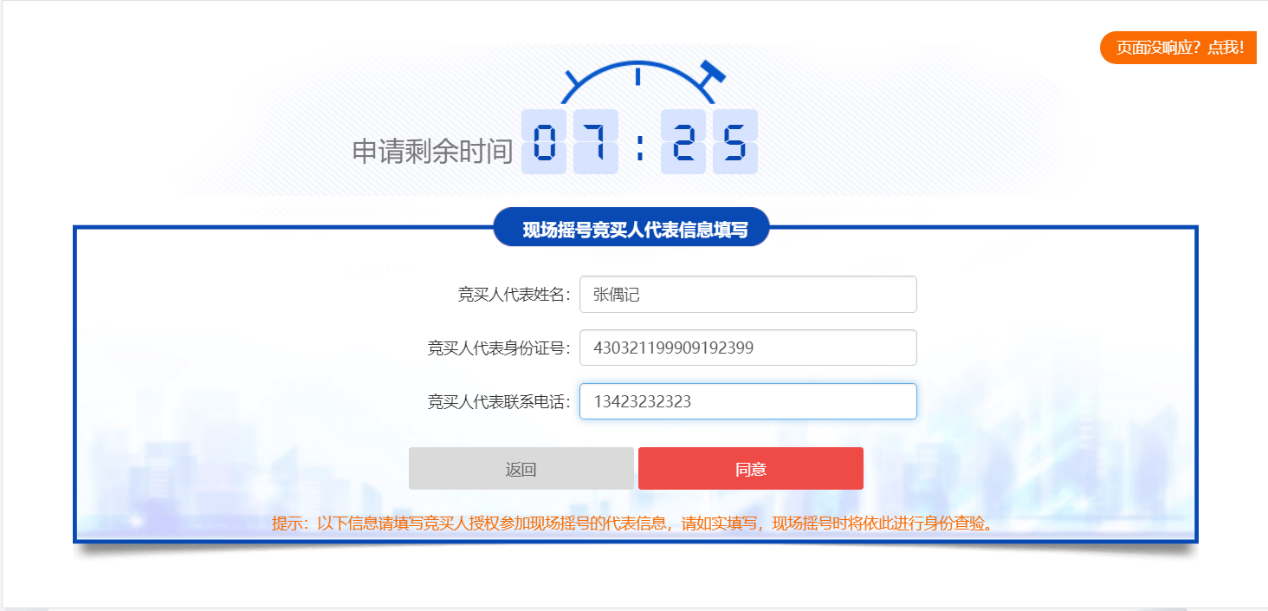 页面没响应？点我!
申请剩余时间 07:25
现场摇号竞买人代表信息填写
竞买人代表姓名： 张偶记
竞买人代表身份证号： 430321199909192399
竞买人代表联系电话： 13423232323
返回 同意
提示：以下信息请填写竞买人授权参加现场摇号的代表信息，请如实填写，现场摇号时将依此进行身份查验。